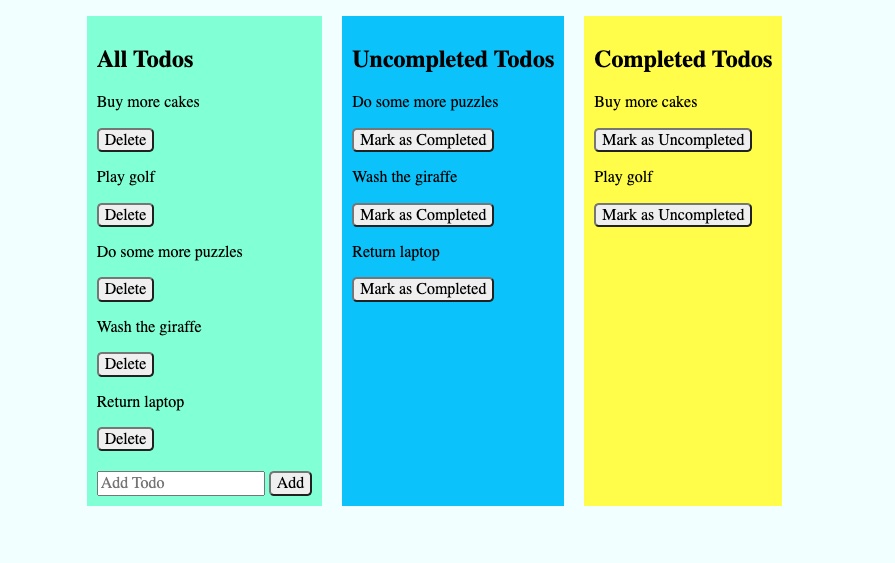 All Todos
Buy more cakes
Delete
Play golf
Delete
Do some more puzzles
Delete
Wash the giraffe
Delete
Return laptop
Delete
Add Todo Add
Uncompleted Todos
Do some more puzzles
Mark as Completed
Wash the giraffe
Mark as Completed
Return laptop
Mark as Completed
Completed Todos
Buy more cakes
Mark as Uncompleted
Play golf
Mark as Uncompleted